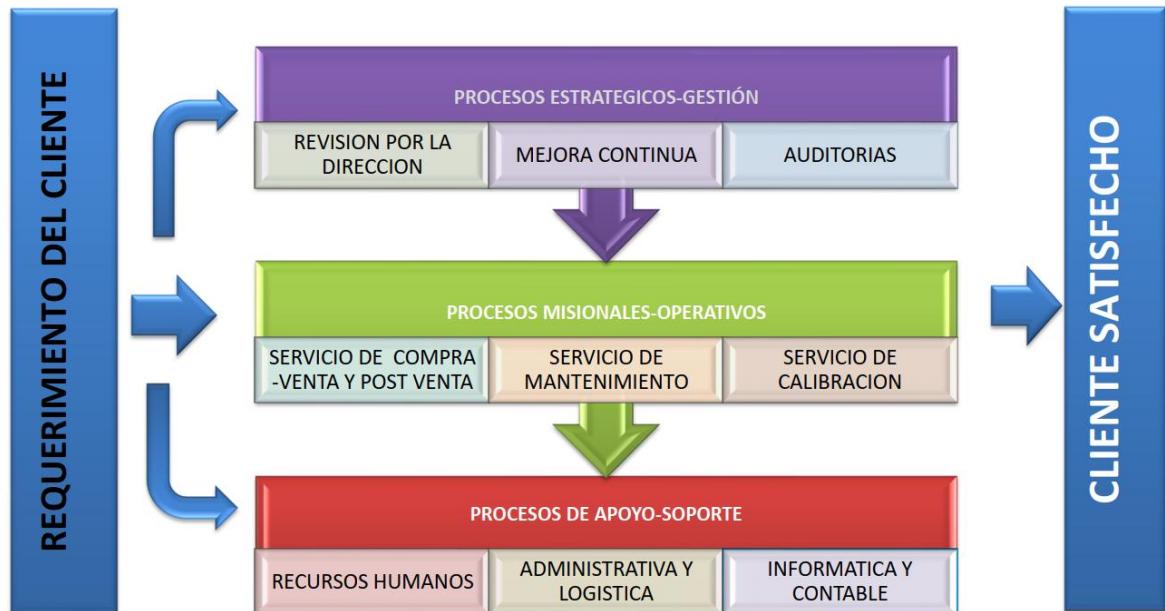 REQUERIMIENTO DEL CLIENTE
PROCESOS ESTRATEGICOS-GESTIÓN
REVISION POR LA
DIRECCION
MEJORA CONTINUA
AUDITORIAS
PROCESOS MISIONALES-OPERATIVOS
SERVICIO DE COMPRA
-VENTA Y POST VENTA
SERVICIO DE
MANTENIMIENTO
SERVICIO DE
CALIBRACION
PROCESOS DE APOYO-SOPORTE
RECURSOS HUMANOS
ADMINISTRATIVA Y
LOGISTICA
INFORMATICA Y
CONTABLE
CLIENTE SATISFECHO